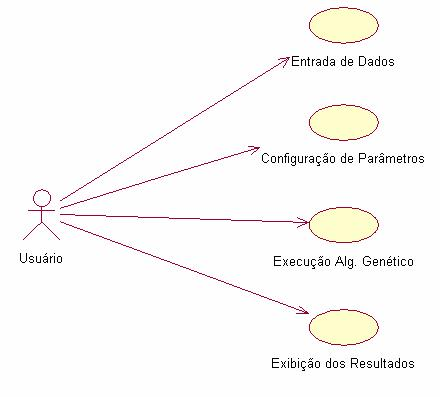 Entrada de Dados
Configuração de Parâmetros
Usuário
Execução Alg. Genético
Exibição dos Resultados